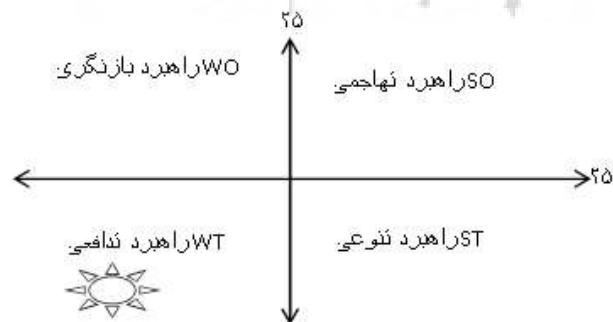 ۲۵
WOراهبرد بازنگری
SOراهبرد تهاجمی
۲۵
WTراهبرد تدافعی
STراهبرد تنوعی